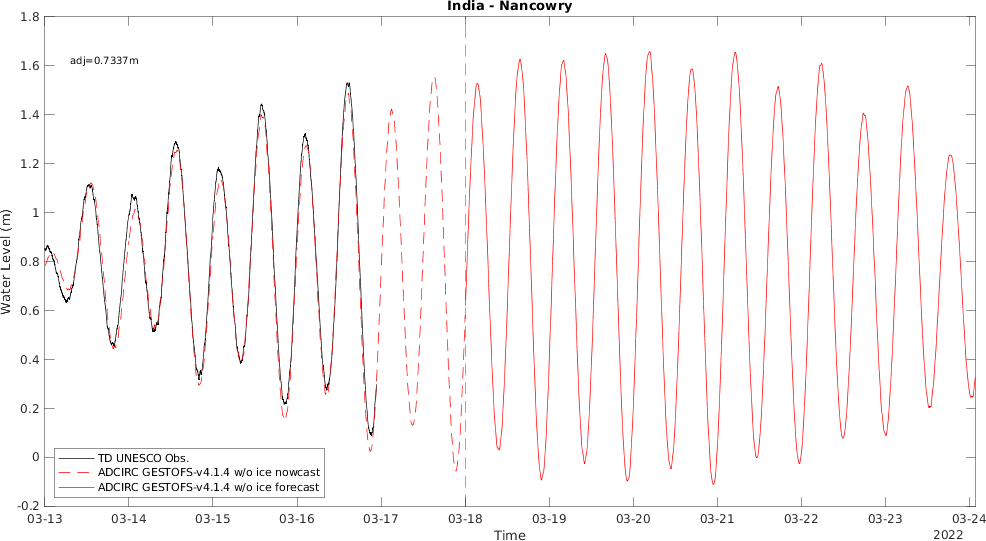 India - Nancowry
adj=0.7337m
Water Level (m)
1.8
1.6
1.4
1.2
1
0.8
0.6
0.4
0.2
0
-0.2
TD UNESCO Obs.
ADCIRC GESTOFS-v4.1.4 w/o ice nowcast
ADCIRC GESTOFS-v4.1.4 w/o ice forecast
03-13 03-14 03-15 03-16 03-17 03-18 03-19 03-20 03-21 03-22 03-23 03-24
Time
2022